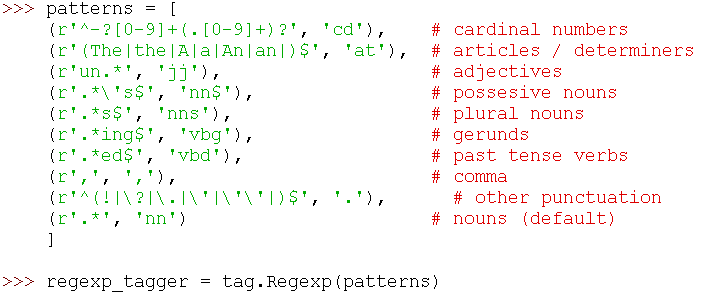 >>> patterns = [
    (r'^-?[0-9]+(.[0-9]+)?', 'cd'),    # cardinal numbers
    (r'(The|the|A|a|An|an|)$', 'at'),  # articles / determiners
    (r'un.*', 'jj'),                   # adjectives
    (r'.*\'s$', 'nn$'),                # possesive nouns
    (r'.*s$', 'nns'),                  # plural nouns
    (r'.*ing$', 'vbg'),                # gerunds
    (r'.*ed$', 'vbd'),                 # past tense verbs
    (r',', ','),                       # comma
    (r'^(!|\?|\.|\'|\'\'|)$', '.'),      # other punctuation
    (r'.*', 'nn')                      # nouns (default)
    ]
>>> regexp_tagger = tag.Regexp(patterns)